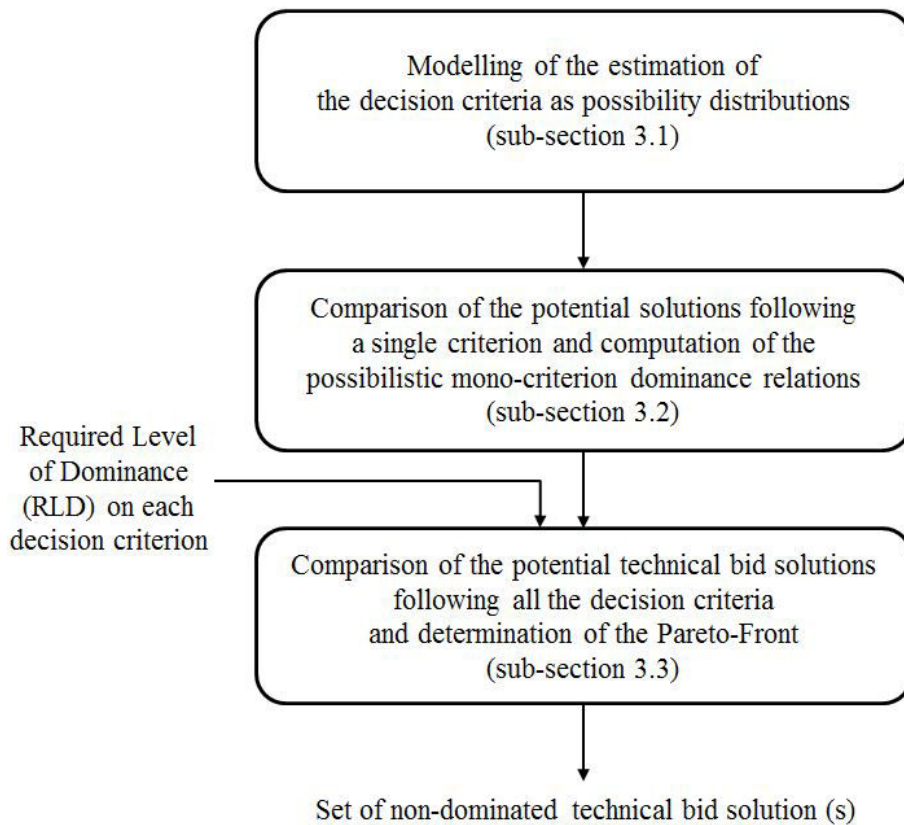 Modelling of the estimation of
the decision criteria as possibility distributions
(sub-section 3.1)
Comparison of the potential solutions following
a single criterion and computation of the
possibilistic mono-criterion dominance relations
(sub-section 3.2)
Required Level
of Dominance
(RLD) on each
decision criterion
Comparison of the potential technical bid solutions
following all the decision criteria
and determination of the Pareto-Front
(sub-section 3.3)
Set of non-dominated technical bid solution (s)